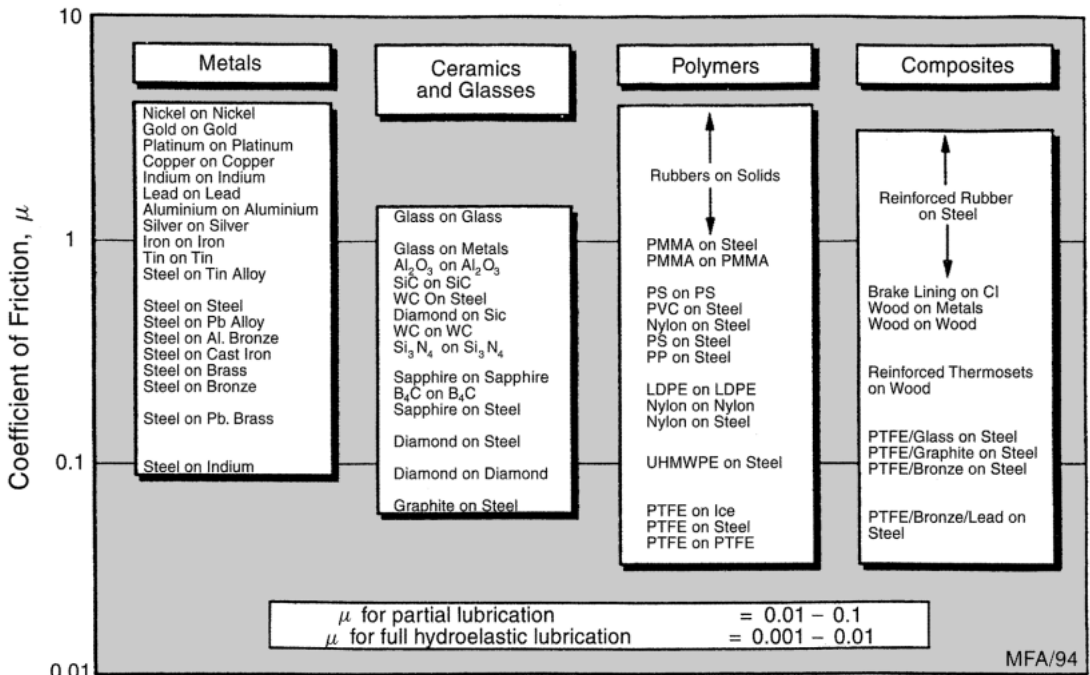 10
1
0.1
0.01
Coefficient of Friction, μ
Metals
Nickel on Nickel
Gold on Gold
Platinum on Platinum
Copper on Copper
Indium on Indium
Lead on Lead
Aluminium on Aluminium
Silver on Silver
Iron on Iron
Tin on Tin
Steel on Tin Alloy
Steel on Steel
Steel on Pb Alloy
Steel on Al. Bronze
Steel on Cast Iron
Steel on Brass
Steel on Bronze
Steel on Pb. Brass
Steel on Indium
Ceramics
and Glasses
Glass on Glass
Glass on Metals
Al₂O₃ on Al₂O₃
SiC on SiC
WC On Steel
Diamond on Sic
WC on WC
Si₃N₄ on Si₃N₄
Sapphire on Sapphire
B₄C on B₄C
Sapphire on Steel
Diamond on Steel
Diamond on Diamond
Graphite on Steel
Polymers
Rubbers on Solids
PMMA on Steel
PMMA on PMMA
PS on PS
PVC on Steel
Nylon on Steel
PS on Steel
PP on Steel
LDPE on LDPE
Nylon on Nylon
Nylon on Steel
UHMWPE on Steel
PTFE on Ice
PTFE on Steel
PTFE on PTFE
Composites
Reinforced Rubber
on Steel
Brake Lining on CI
Wood on Metals
Wood on Wood
Reinforced Thermosets
on Wood
PTFE/Glass on Steel
PTFE/Graphite on Steel
PTFE/Bronze on Steel
PTFE/Bronze/Lead on
Steel
μ for partial lubrication = 0.01 – 0.1
μ for full hydroelastic lubrication = 0.001 – 0.01
MFA/94